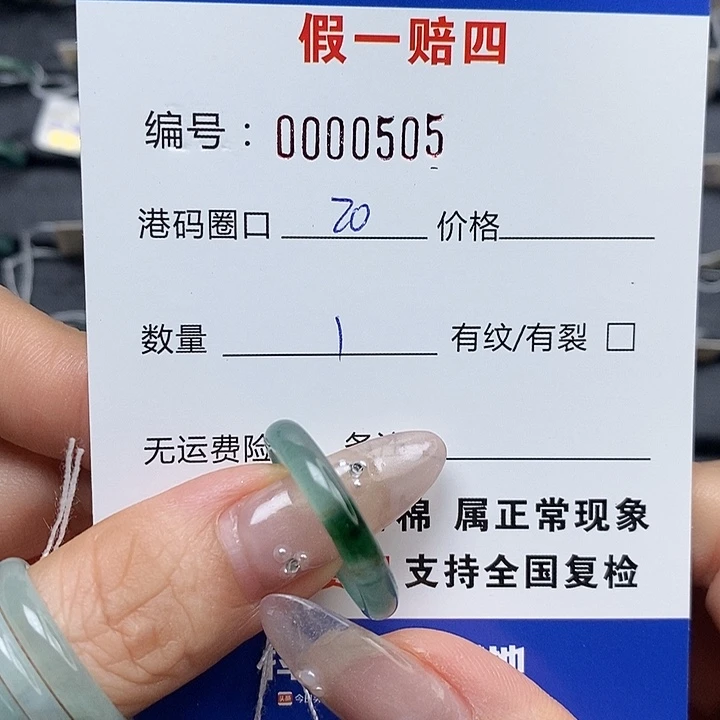 假一赔四
编号：0000505
港码圈口 20 价格
数量 1 有纹/有裂 □
无运费险
棉 属正常现象
支持全国复检